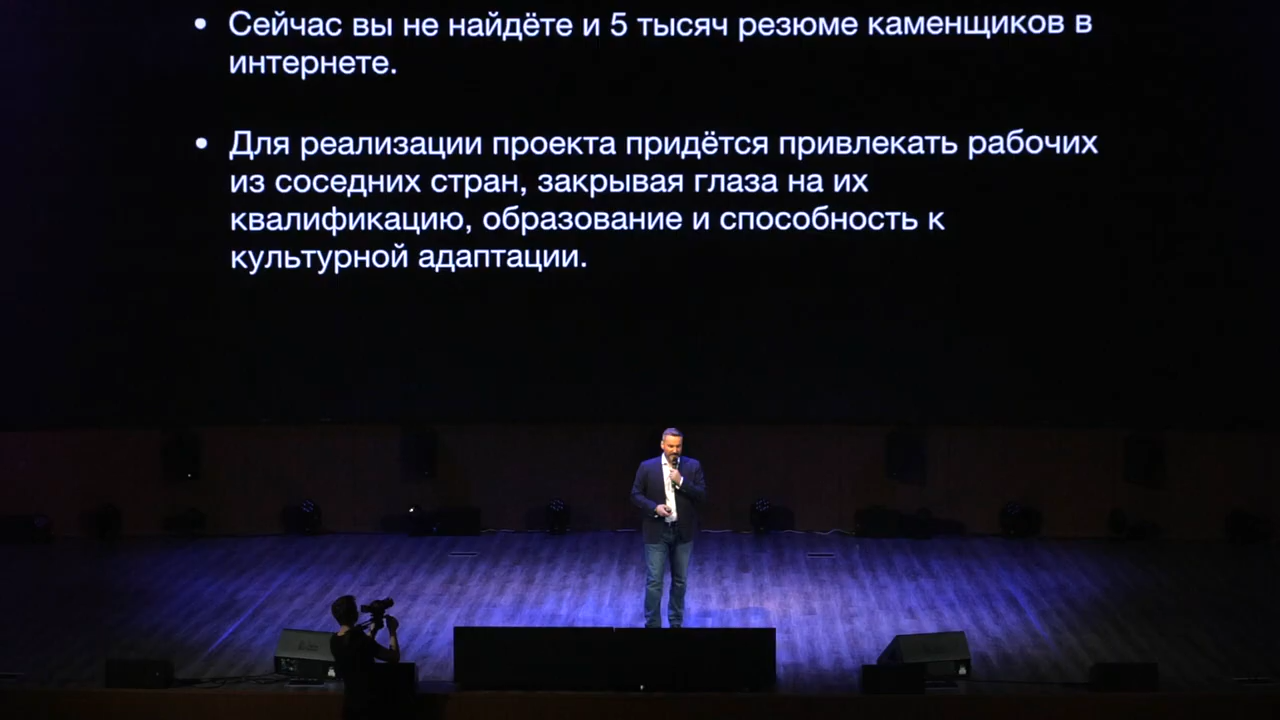 • Сейчас вы не найдёте и 5 тысяч резюме каменщиков в
интернете.
• Для реализации проекта придётся привлекать рабочих
из соседних стран, закрывая глаза на их
квалификацию, образование и способность к
культурной адаптации.